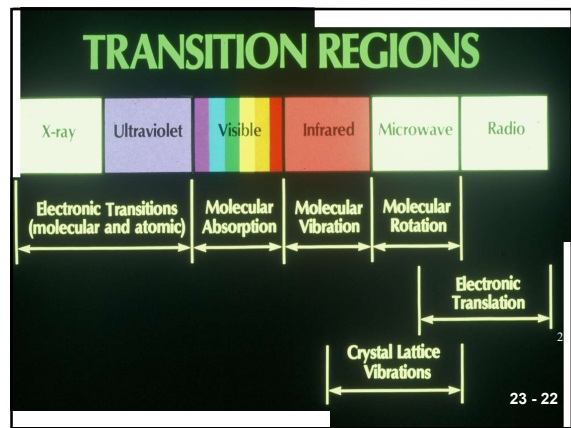 TRANSITION REGIONS
X-ray Ultraviolet Visible Infrared Microwave Radio
Electronic Transitions
(molecular and atomic)
Molecular
Absorption
Molecular
Vibration
Molecular
Rotation
Electronic
Translation
2
Crystal Lattice
Vibrations
23 - 22